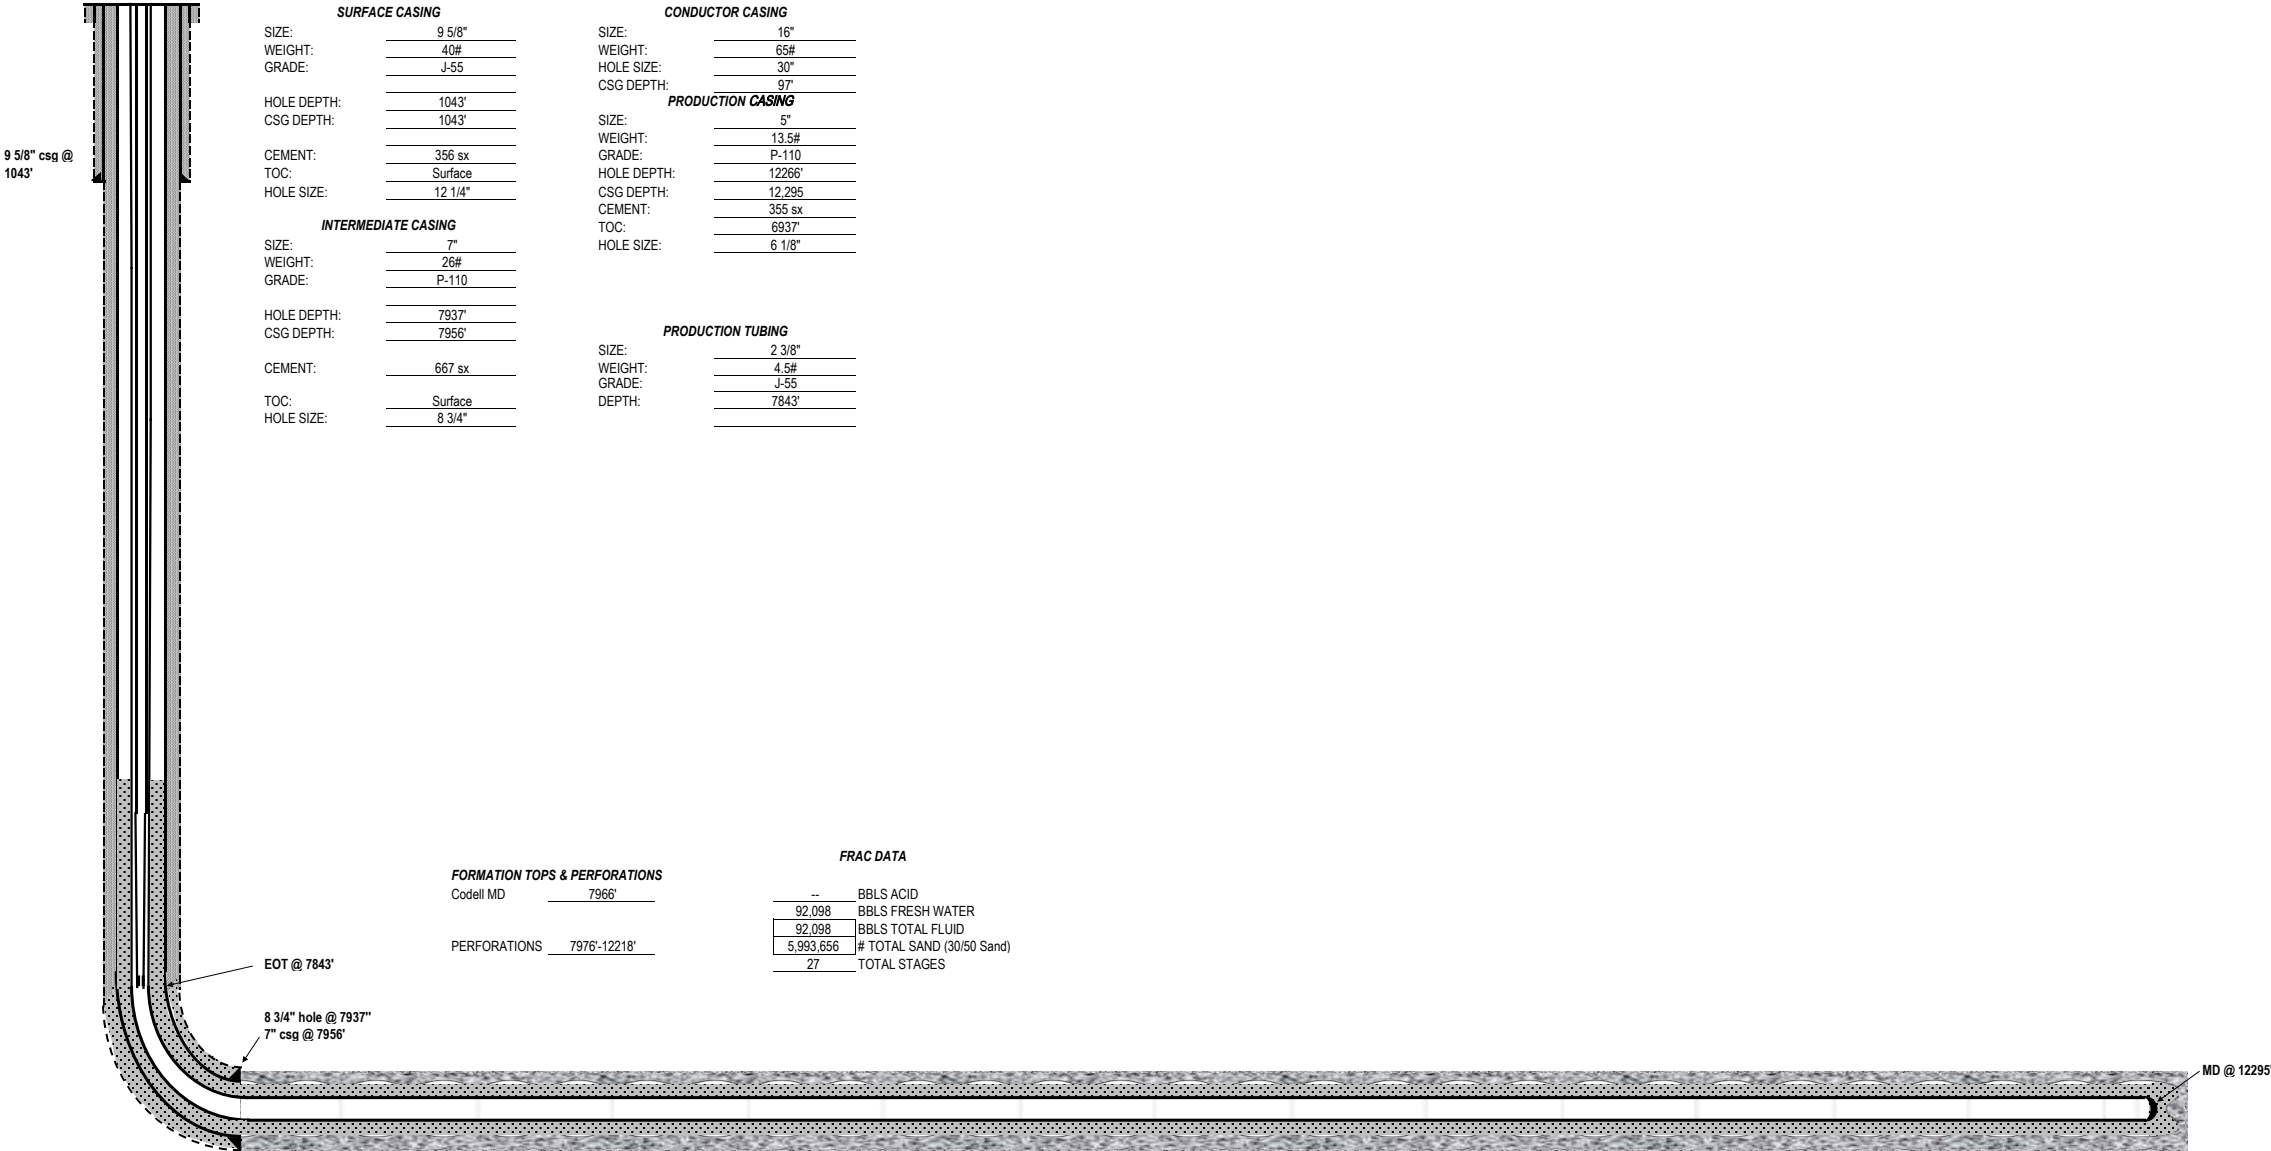 SURFACE CASING
SIZE: 9 5/8"
WEIGHT: 40#
GRADE: J-55
HOLE DEPTH: 1043'
CSG DEPTH: 1043'
CEMENT: 356 sx
TOC: Surface
HOLE SIZE: 12 1/4"
9 5/8" csg @
1043'
INTERMEDIATE CASING
SIZE: 7"
WEIGHT: 26#
GRADE: P-110
HOLE DEPTH: 7937'
CSG DEPTH: 7956'
CEMENT: 667 sx
TOC: Surface
HOLE SIZE: 8 3/4"
CONDUCTOR CASING
SIZE: 16"
WEIGHT: 65#
HOLE SIZE: 30"
CSG DEPTH: 97'
PRODUCTION CASING
SIZE: 5"
WEIGHT: 13.5#
GRADE: P-110
HOLE DEPTH: 12266'
CSG DEPTH: 12,295
CEMENT: 355 sx
TOC: 6937'
HOLE SIZE: 6 1/8"
PRODUCTION TUBING
SIZE: 2 3/8"
WEIGHT: 4.5#
GRADE: J-55
DEPTH: 7843'
FORMATION TOPS & PERFORATIONS
Codell MD 7966'
PERFORATIONS 7976'-12218'
FRAC DATA
-- BBLS ACID
92,098 BBLS FRESH WATER
92,098 BBLS TOTAL FLUID
5,993,656 # TOTAL SAND (30/50 Sand)
27 TOTAL STAGES
EOT @ 7843'
8 3/4" hole @ 7937"
7" csg @ 7956'
MD @ 12295'